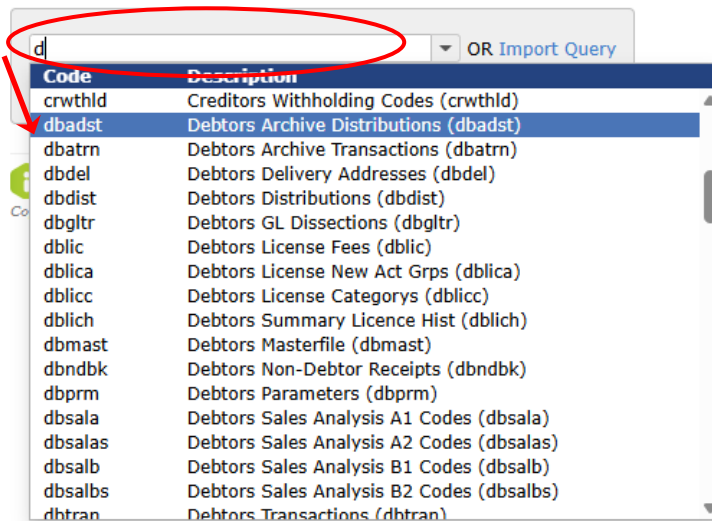 d OR Import Query
Code Description
crwthld Creditors Withholding Codes (crwthld)
dbadst Debtors Archive Distributions (dbadst)
dbatrn Debtors Archive Transactions (dbatrn)
dbdel Debtors Delivery Addresses (dbdel)
dbdist Debtors Distributions (dbdist)
dbgltr Debtors GL Dissections (dbgltr)
dblic Debtors License Fees (dblic)
dblica Debtors License New Act Grps (dblica)
dblicc Debtors License Categorys (dblicc)
dblich Debtors Summary Licence Hist (dblich)
dbmast Debtors Masterfile (dbmast)
dbndbk Debtors Non-Debtor Receipts (dbndbk)
dbprm Debtors Parameters (dbprm)
dbsala Debtors Sales Analysis A1 Codes (dbsala)
dbsalas Debtors Sales Analysis A2 Codes (dbsalas)
dbsalb Debtors Sales Analysis B1 Codes (dbsalb)
dbsalbs Debtors Sales Analysis B2 Codes (dbsalbs)
dbtran Debtors Transactions (dbtran)